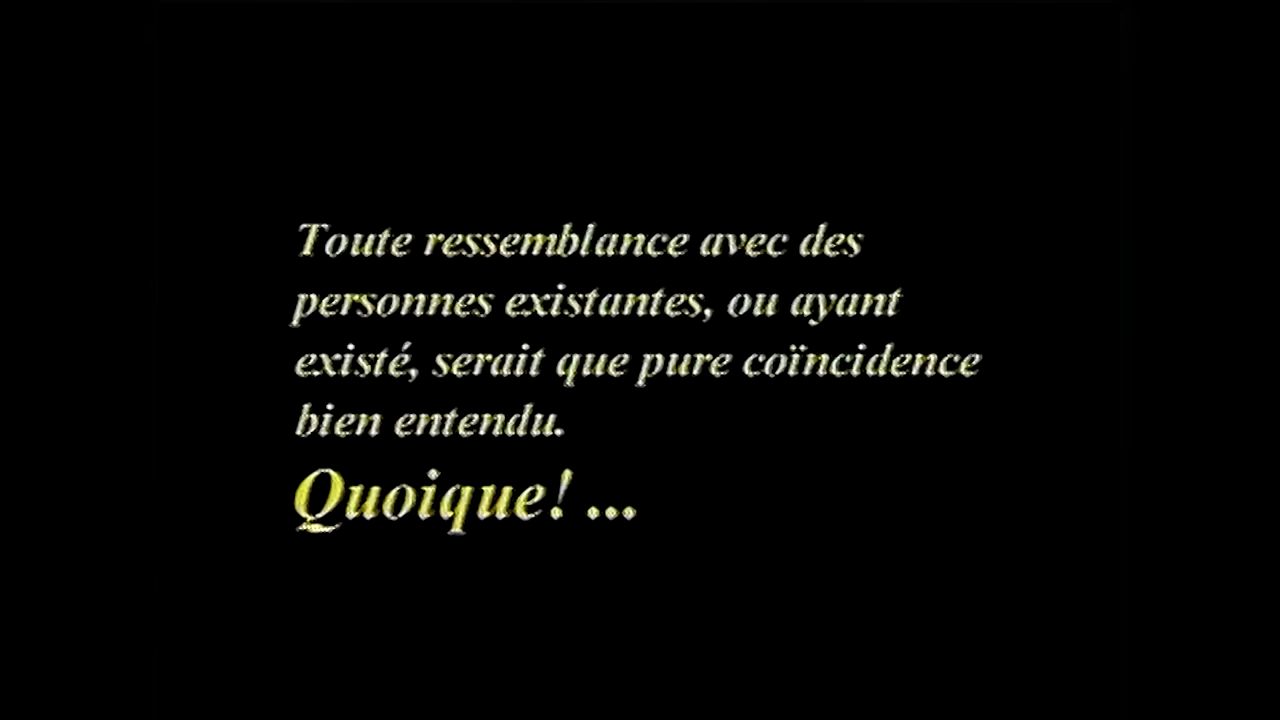 Toute ressemblance avec des
personnes existantes, ou ayant
existé, serait que pure coïncidence
bien entendu.
Quoique! ...